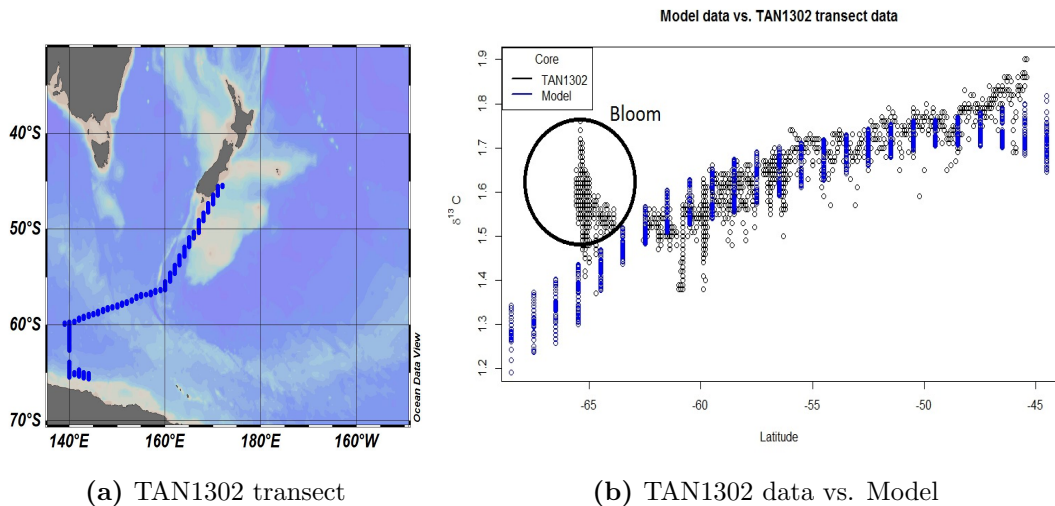 40°S
50°S
60°S
70°S
140°E 160°E 180°E 160°W
Ocean Data View
(a) TAN1302 transect
Model data vs. TAN1302 transect data
Core
TAN1302
Model
Bloom
1.9
1.8
1.7
1.6
1.5
1.4
1.3
1.2
δ¹³ C
-65 -60 -55 -50 -45
Latitude
(b) TAN1302 data vs. Model